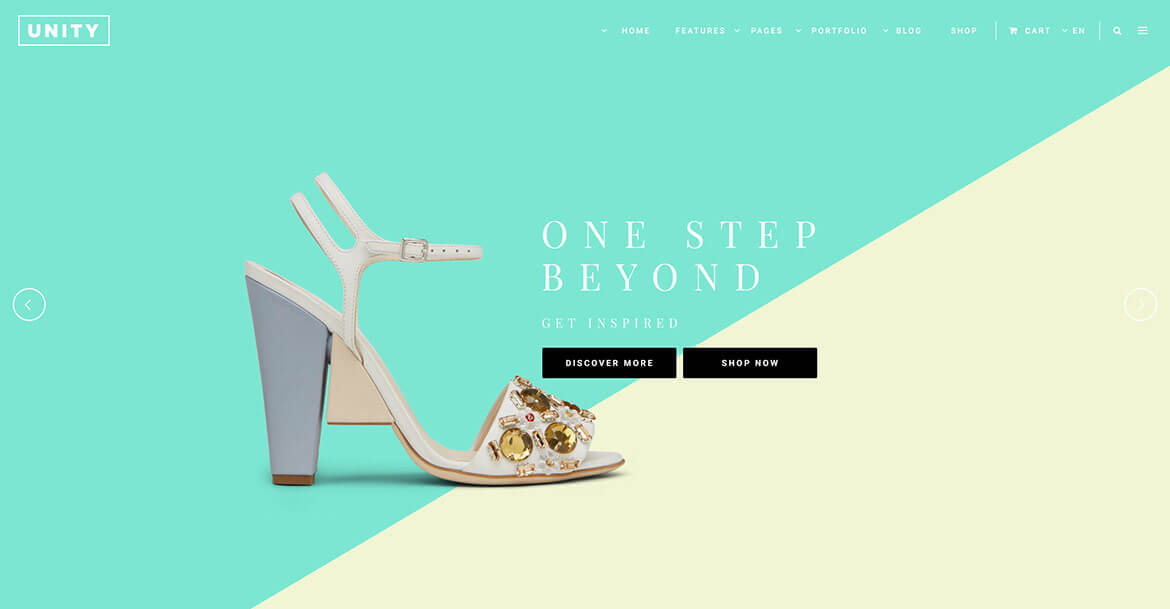 UNITY
HOME FEATURES PAGES PORTFOLIO BLOG SHOP CART EN
ONE STEP
BEYOND
GET INSPIRED
DISCOVER MORE SHOP NOW